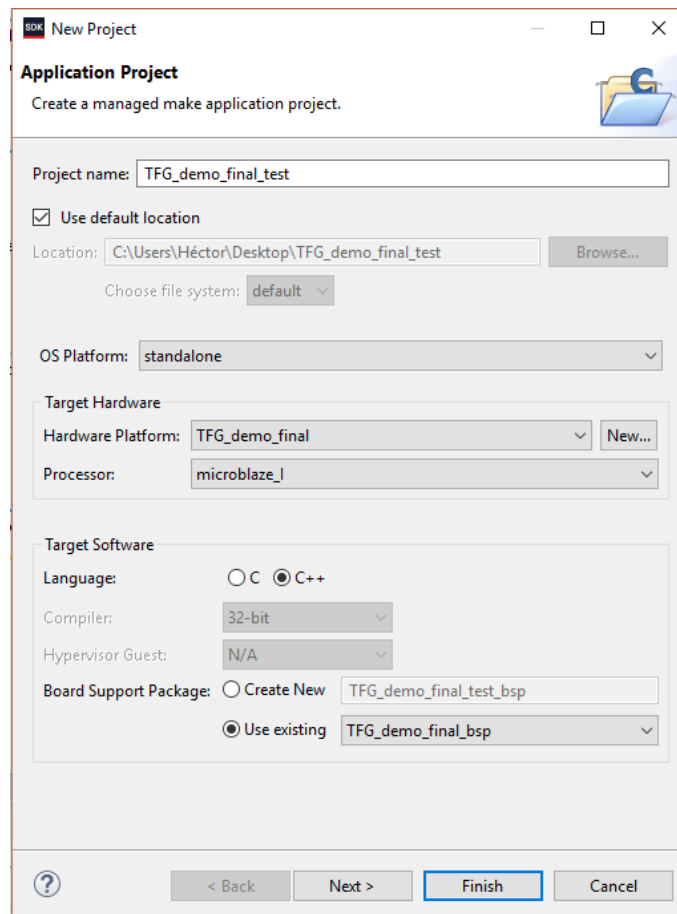 SDK New Project
Application Project
Create a managed make application project.
C
Project name: TFG_demo_final_test
Use default location
Location: C:\Users\Héctor\Desktop\TFG_demo_final_test Browse...
Choose file system: default
OS Platform: standalone
Target Hardware
Hardware Platform: TFG_demo_final New...
Processor: microblaze_l
Target Software
Language: C C++
Compiler: 32-bit
Hypervisor Guest: N/A
Board Support Package: Create New TFG_demo_final_test_bsp
Use existing TFG_demo_final_bsp
? < Back Next > Finish Cancel